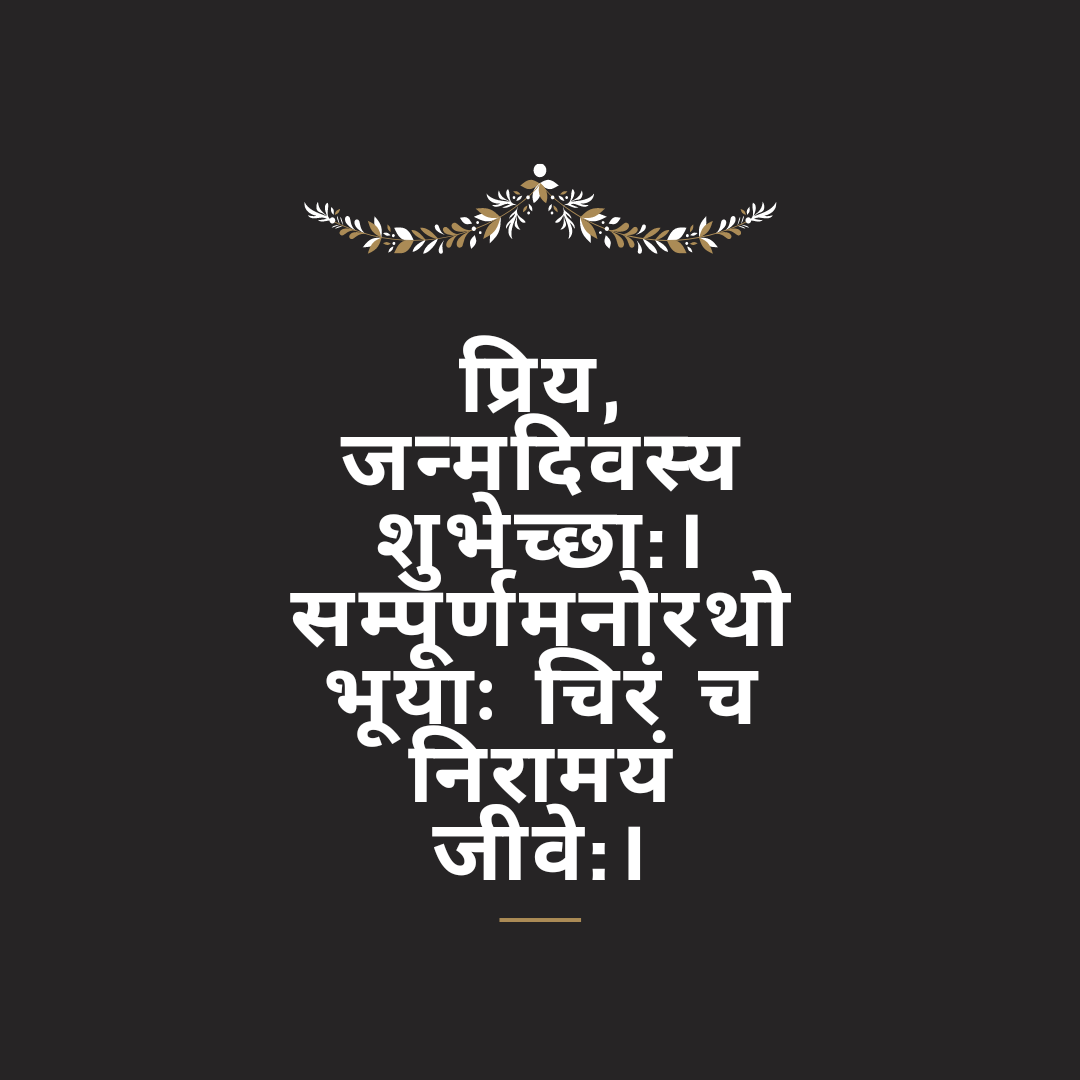 प्रिय,
जन्मदिवस्य
शुभेच्छा:।
सम्पूर्णमनोरथो
भूयाः चिरं च
निरामयं
जीवे:।